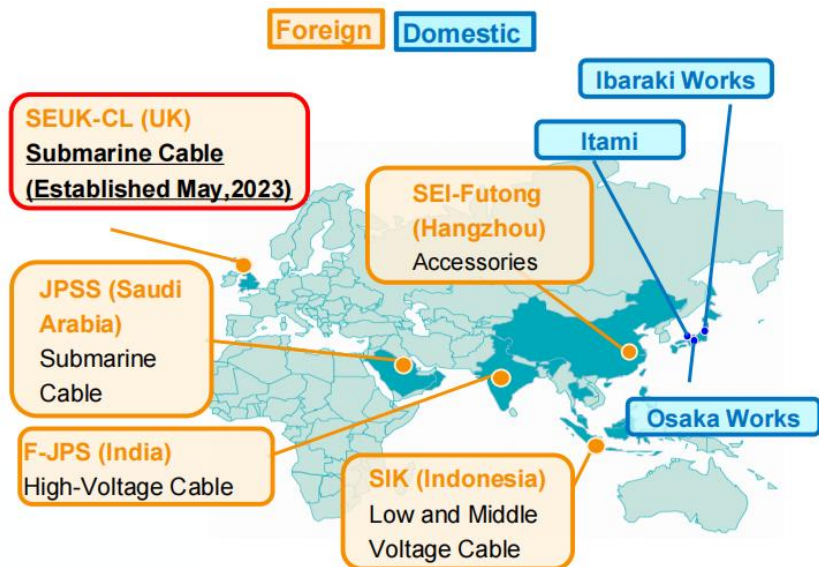 Foreign
Domestic
Ibaraki Works
Itami
SEUK-CL (UK)
Submarine Cable
(Established May,2023)
SEI-Futong
(Hangzhou)
Accessories
JPSS (Saudi
Arabia)
Submarine
Cable
Osaka Works
F-JPS (India)
High-Voltage Cable
SIK (Indonesia)
Low and Middle
Voltage Cable